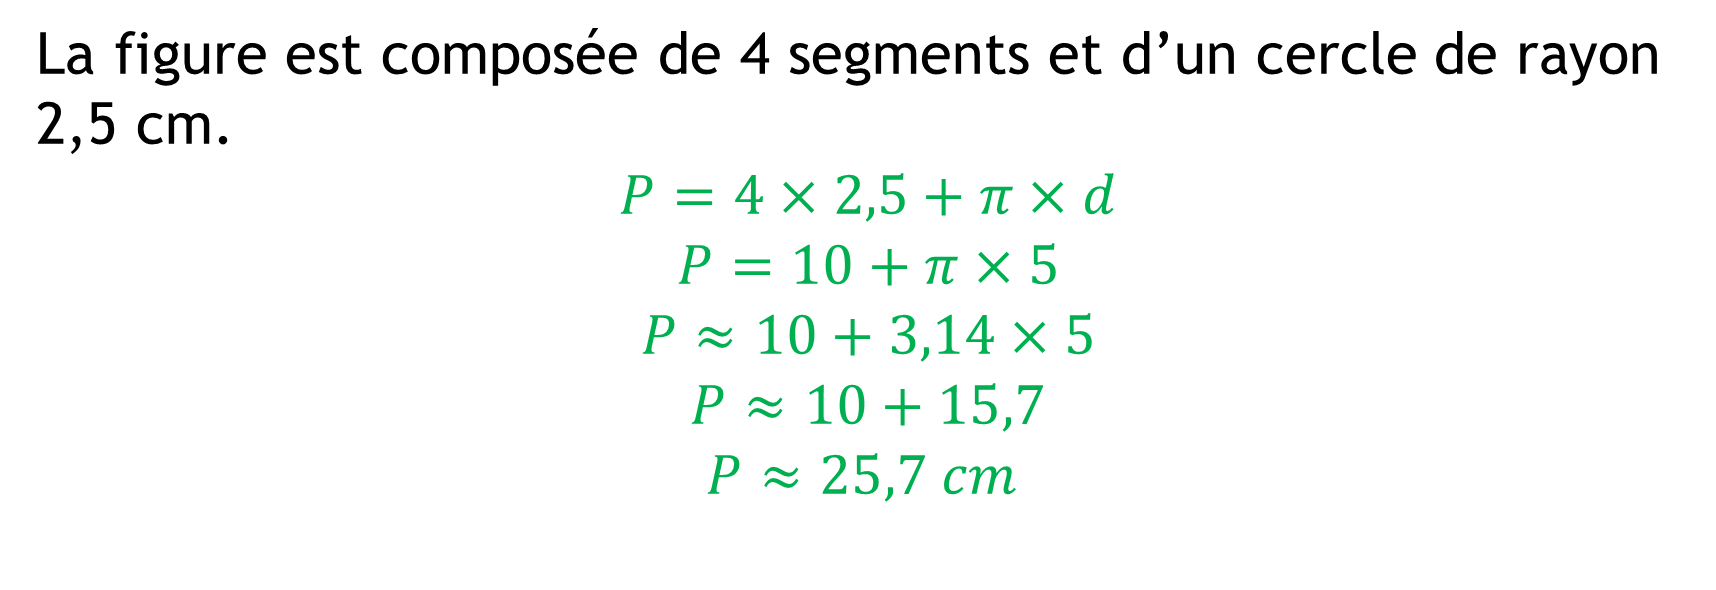 La figure est composée de 4 segments et d’un cercle de rayon
2,5 cm.
P = 4 × 2,5 + π × d
P = 10 + π × 5
P ≈ 10 + 3,14 × 5
P ≈ 10 + 15,7
P ≈ 25,7 cm